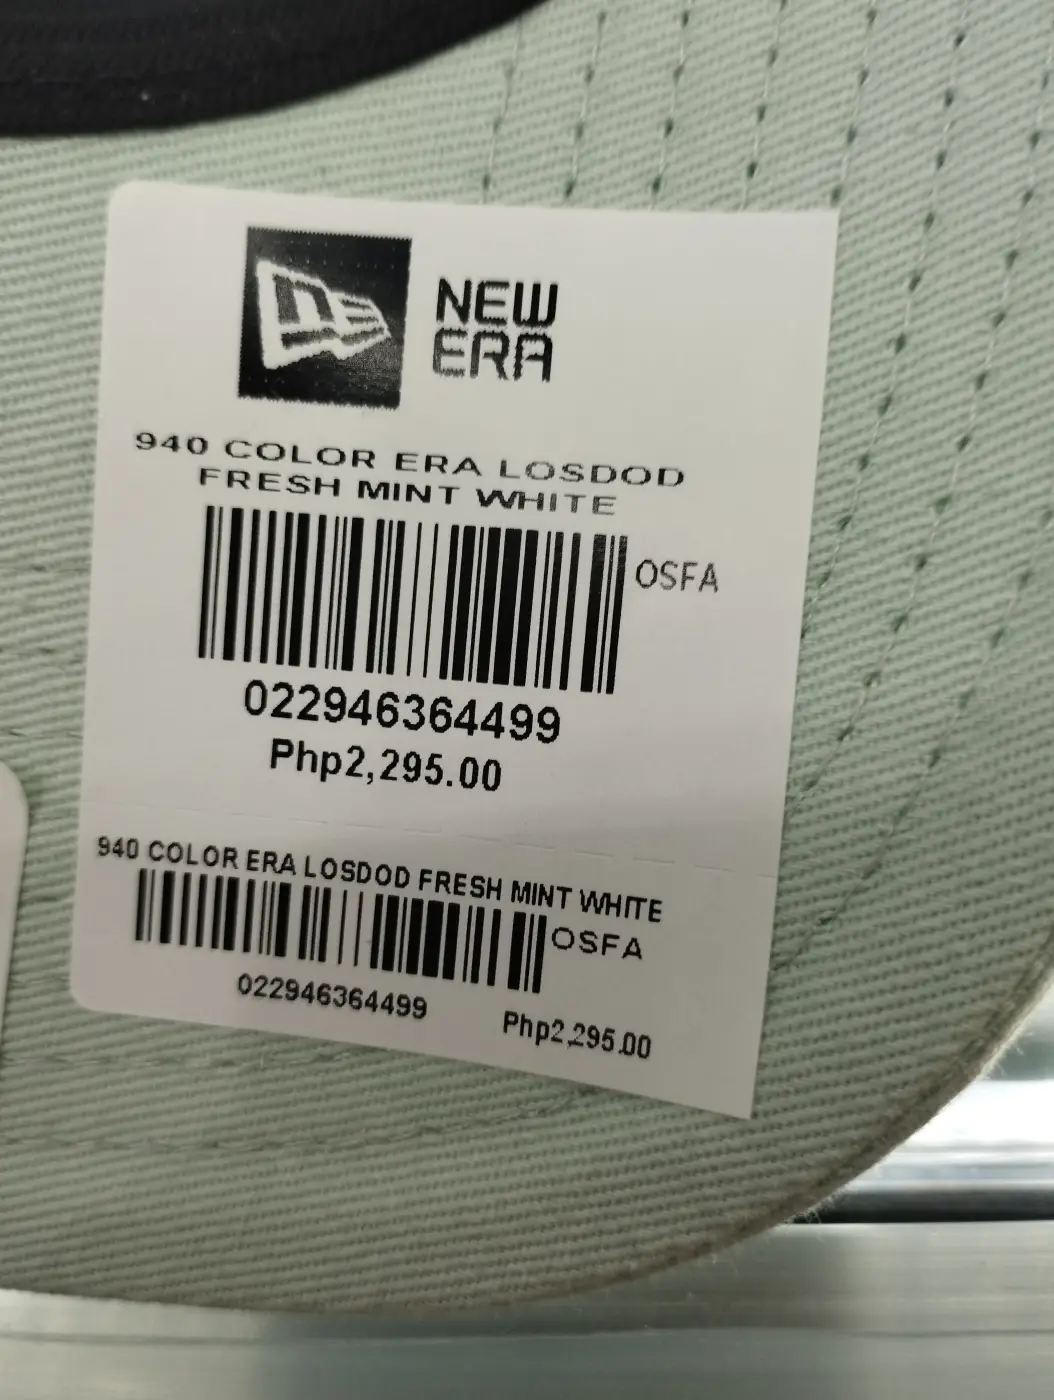 NEW
ERA
940 COLOR ERA LOSDOD
FRESH MINT WHITE
OSFA
022946364499
Php2,295.00
940 COLOR ERA LOSDOD FRESH MINT WHITE
OSFA
022946364499
Php2,295.00